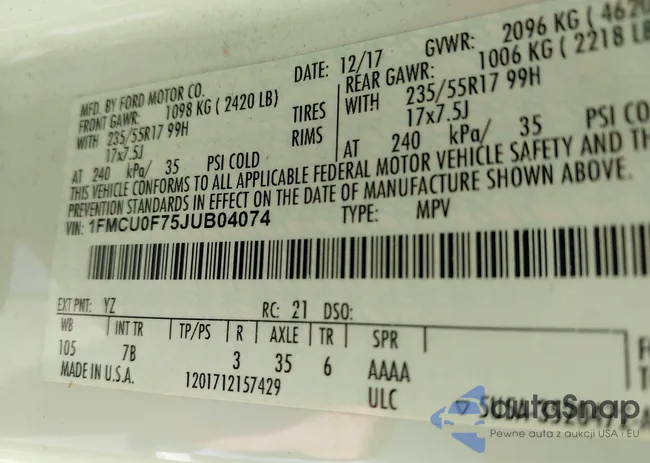 MFD. BY FORD MOTOR CO.
DATE: 12/17
GVWR: 2096 KG (4620
FRONT GAWR: 1098 KG (2420 LB)
REAR GAWR: 1006 KG (2218 LB
WITH 235/55R17 99H
TIRES
WITH 235/55R17 99H
17x7.5J
RIMS
17x7.5J
AT 240 kPa/ 35 PSI COLD
AT 240 kPa/ 35 PSI CO
THIS VEHICLE CONFORMS TO ALL APPLICABLE FEDERAL MOTOR VEHICLE SAFETY AND TH
PREVENTION STANDARDS IN EFFECT ON THE DATE OF MANUFACTURE SHOWN ABOVE.
VIN: 1FMCU0F75JUB04074
TYPE: MPV
EXT PNT: YZ
RC: 21 DSO:
WB INT TR TP/PS R AXLE TR SPR
105 7B 3 35 6 AAAA
MADE IN U.S.A. 1201712157429 ULC
autoSnap
Pewne auta z aukcji USA i EU